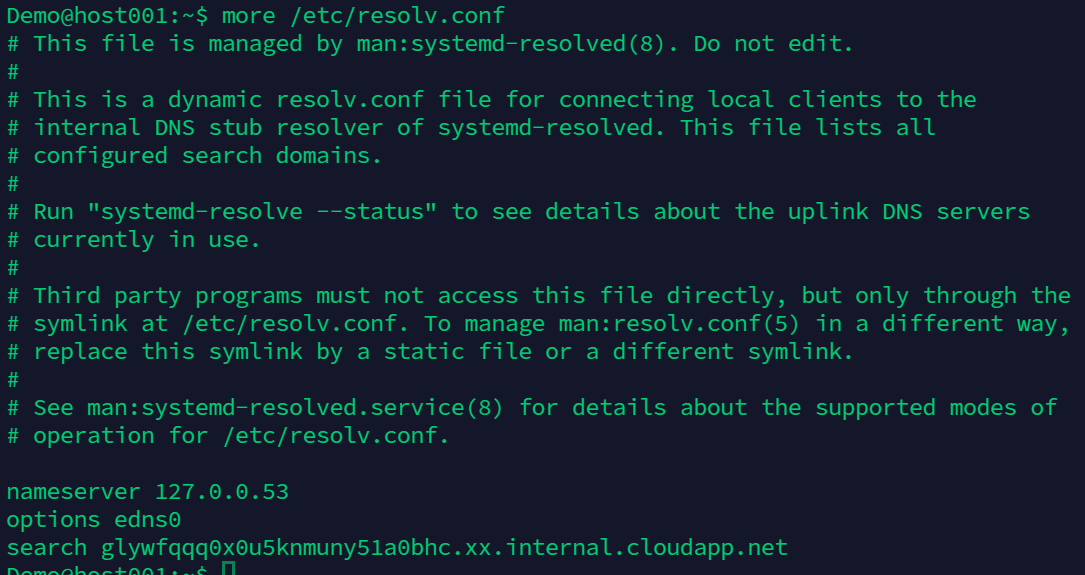 Demo@host001:~$ more /etc/resolv.conf
# This file is managed by man:systemd-resolved(8). Do not edit.
#
# This is a dynamic resolv.conf file for connecting local clients to the
# internal DNS stub resolver of systemd-resolved. This file lists all
# configured search domains.
#
# Run "systemd-resolve --status" to see details about the uplink DNS servers
# currently in use.
#
# Third party programs must not access this file directly, but only through the
# symlink at /etc/resolv.conf. To manage man:resolv.conf(5) in a different way,
# replace this symlink by a static file or a different symlink.
#
# See man:systemd-resolved.service(8) for details about the supported modes of
# operation for /etc/resolv.conf.

nameserver 127.0.0.53
options edns0
search glywfqqq0x0u5knmuny51a0bhc.xx.internal.cloudapp.net
Demo@host001:~$